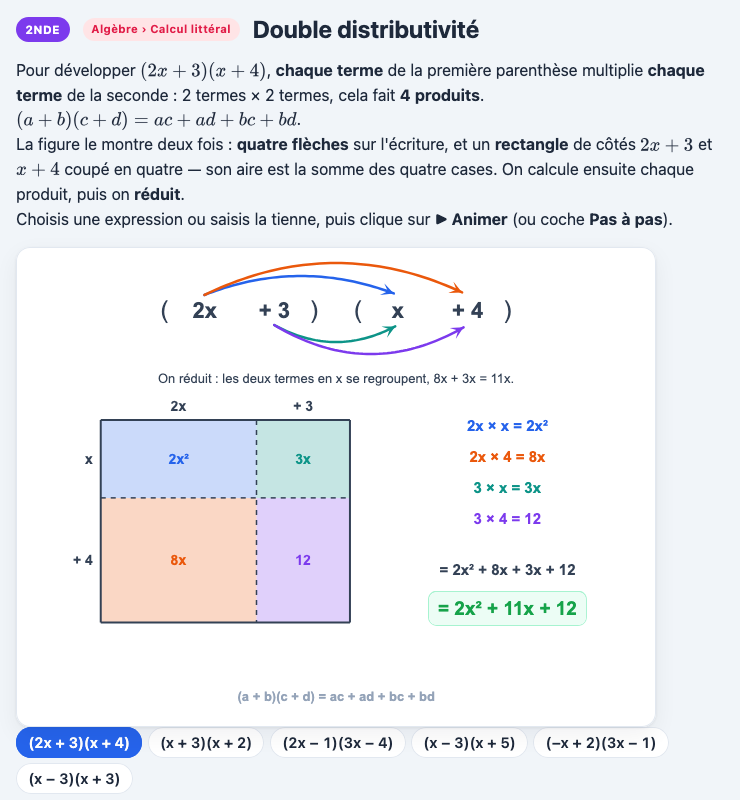 2NDE Algèbre › Calcul littéral Double distributivité
Pour développer (2x + 3)(x + 4), chaque terme de la première parenthèse multiplie chaque
terme de la seconde : 2 termes × 2 termes, cela fait 4 produits.
(a + b)(c + d) = ac + ad + bc + bd.
La figure le montre deux fois : quatre flèches sur l'écriture, et un rectangle de côtés 2x + 3 et
x + 4 coupé en quatre — son aire est la somme des quatre cases. On calcule ensuite chaque
produit, puis on réduit.
Choisis une expression ou saisis la tienne, puis clique sur ▶ Animer (ou coche Pas à pas).
( 2x + 3 ) ( x + 4 )
On réduit : les deux termes en x se regroupent, 8x + 3x = 11x.
2x + 3
x 2x² 3x
+ 4 8x 12
2x × x = 2x²
2x × 4 = 8x
3 × x = 3x
3 × 4 = 12
= 2x² + 8x + 3x + 12
= 2x² + 11x + 12
(a + b)(c + d) = ac + ad + bc + bd
(2x + 3)(x + 4) (x + 3)(x + 2) (2x − 1)(3x − 4) (x − 3)(x + 5) (−x + 2)(3x − 1)
(x − 3)(x + 3)